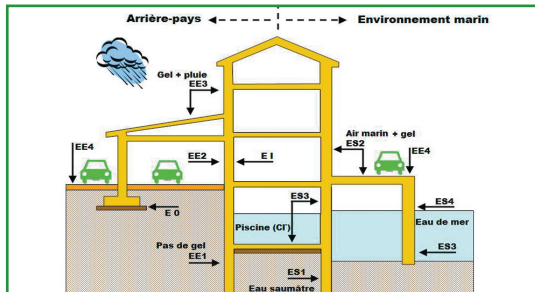 Arrière-pays
Environnement marin
Gel + pluie
EE3
Air marin + gel
ES2
EE4
EE4
EE2
E I
ES3
ES4
E 0
Piscine (Cl⁻)
Eau de mer
Pas de gel
EE1
ES3
ES1
Eau saumâtre